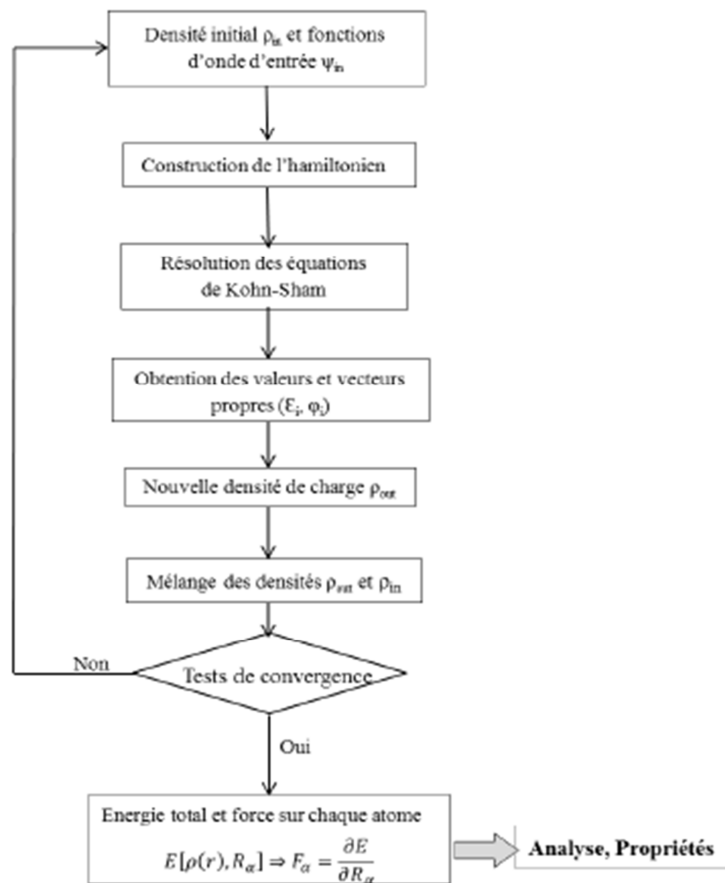 Densité initial ρin et fonctions
d'onde d'entrée ψin
Construction de l'hamiltonien
Résolution des équations
de Kohn-Sham
Obtention des valeurs et vecteurs
propres (Ɛi, φi)
Nouvelle densité de charge ρout
Mélange des densités ρout et ρin
Non
Tests de convergence
Oui
Energie total et force sur chaque atome
E[ρ(r), Rα] ⇒ Fα = ∂E/∂Rα
Analyse, Propriétés